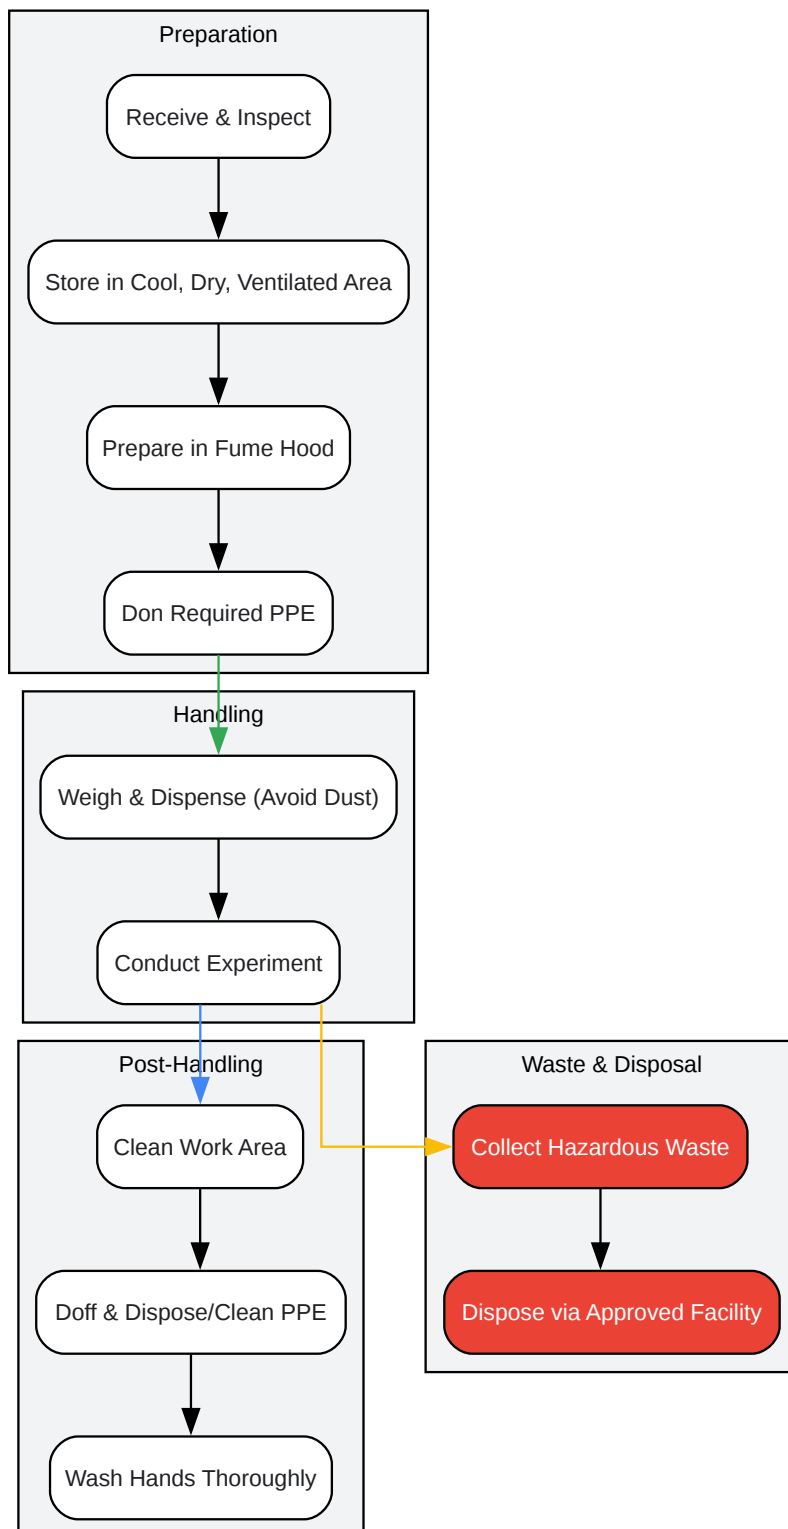 Preparation
Receive & Inspect
Store in Cool, Dry, Ventilated Area
Prepare in Fume Hood
Don Required PPE
Handling
Weigh & Dispense (Avoid Dust)
Conduct Experiment
Post-Handling
Clean Work Area
Doff & Dispose/Clean PPE
Wash Hands Thoroughly
Waste & Disposal
Collect Hazardous Waste
Dispose via Approved Facility